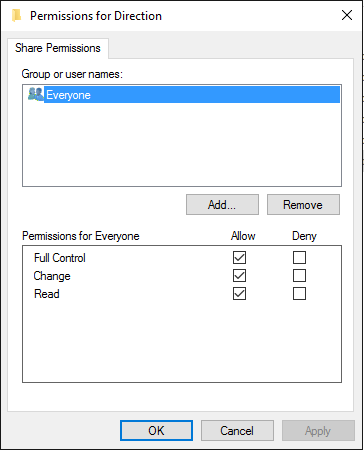 Permissions for Direction
Share Permissions
Group or user names:
Everyone
Add... Remove
Permissions for Everyone Allow Deny
Full Control
Change
Read
OK Cancel Apply